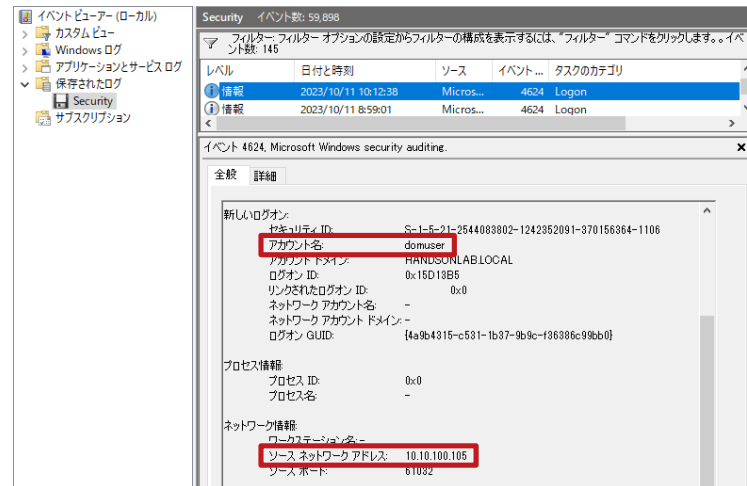 イベント ビューアー (ローカル)
カスタム ビュー
Windows ログ
アプリケーションとサービス ログ
保存されたログ
Security
サブスクリプション
Security イベント数: 59,898
フィルター: フィルター オプションの設定からフィルターの構成を表示するには、"フィルター" コマンドをクリックします。。イベ
ント数: 145
レベル 日付と時刻 ソース イベント ... タスクのカテゴリ
情報 2023/10/11 10:12:38 Micros... 4624 Logon
情報 2023/10/11 8:59:01 Micros... 4624 Logon
イベント 4624, Microsoft Windows security auditing.
全般 詳細
新しいログオン:
セキュリティ ID: S-1-5-21-2544083802-1242352091-370156364-1106
アカウント名: domuser
アカウント ドメイン: HANDSONLAB.LOCAL
ログオン ID: 0x15D13B5
リンクされたログオン ID: 0x0
ネットワーク アカウント名: -
ネットワーク アカウント ドメイン: -
ログオン GUID: {4a9b4315-c531-1b37-9b9c-f36386c99bb0}
プロセス情報:
プロセス ID: 0x0
プロセス名: -
ネットワーク情報:
ワークステーション名: -
ソース ネットワーク アドレス: 10.10.100.105
ソース ポート: 61032